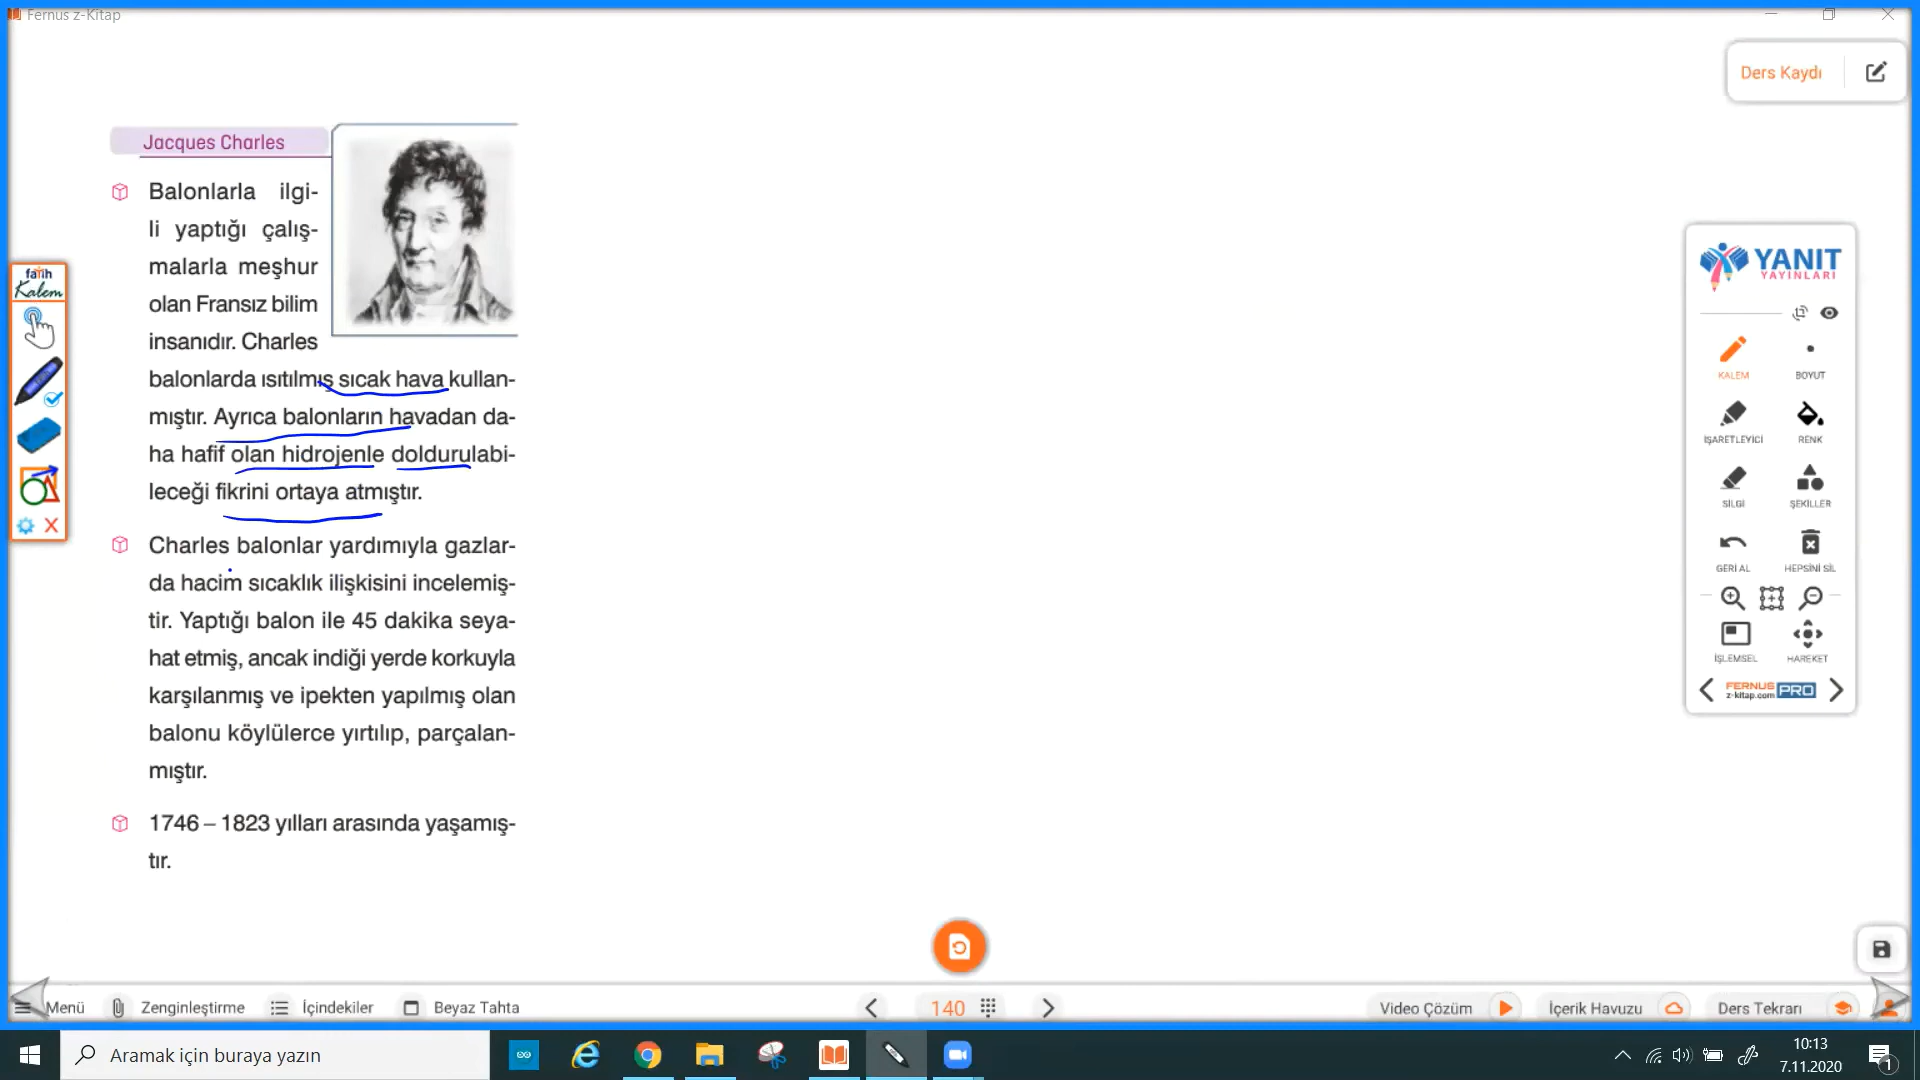 Fernus z-Kitap
Ders Kaydı
Jacques Charles
Balonlarla ilgi-
li yaptığı çalış-
malarla meşhur
olan Fransız bilim
insanıdır. Charles
balonlarda ısıtılmış sıcak hava kullan-
mıştır. Ayrıca balonların havadan da-
ha hafif olan hidrojenle doldurulabi-
leceği fikrini ortaya atmıştır.
Charles balonlar yardımıyla gazlar-
da hacim sıcaklık ilişkisini incelemiş-
tir. Yaptığı balon ile 45 dakika seya-
hat etmiş, ancak indiği yerde korkuyla
karşılanmış ve ipekten yapılmış olan
balonu köylülerce yırtılıp, parçalan-
mıştır.
1746 – 1823 yılları arasında yaşamış-
tır.
fatih
Kalem
YANIT
YAYINLARI
KALEM
BOYUT
İŞARETLEYİCİ
RENK
SİLGİ
ŞEKİLLER
GERİ AL
HEPSİNİ SİL
İŞLEMSEL
HAREKET
FERNUS
z-kitap.com
PRO
Menü
Zenginleştirme
İçindekiler
Beyaz Tahta
140
Video Çözüm
İçerik Havuzu
Ders Tekrarı
Aramak için buraya yazın
10:13
7.11.2020
1